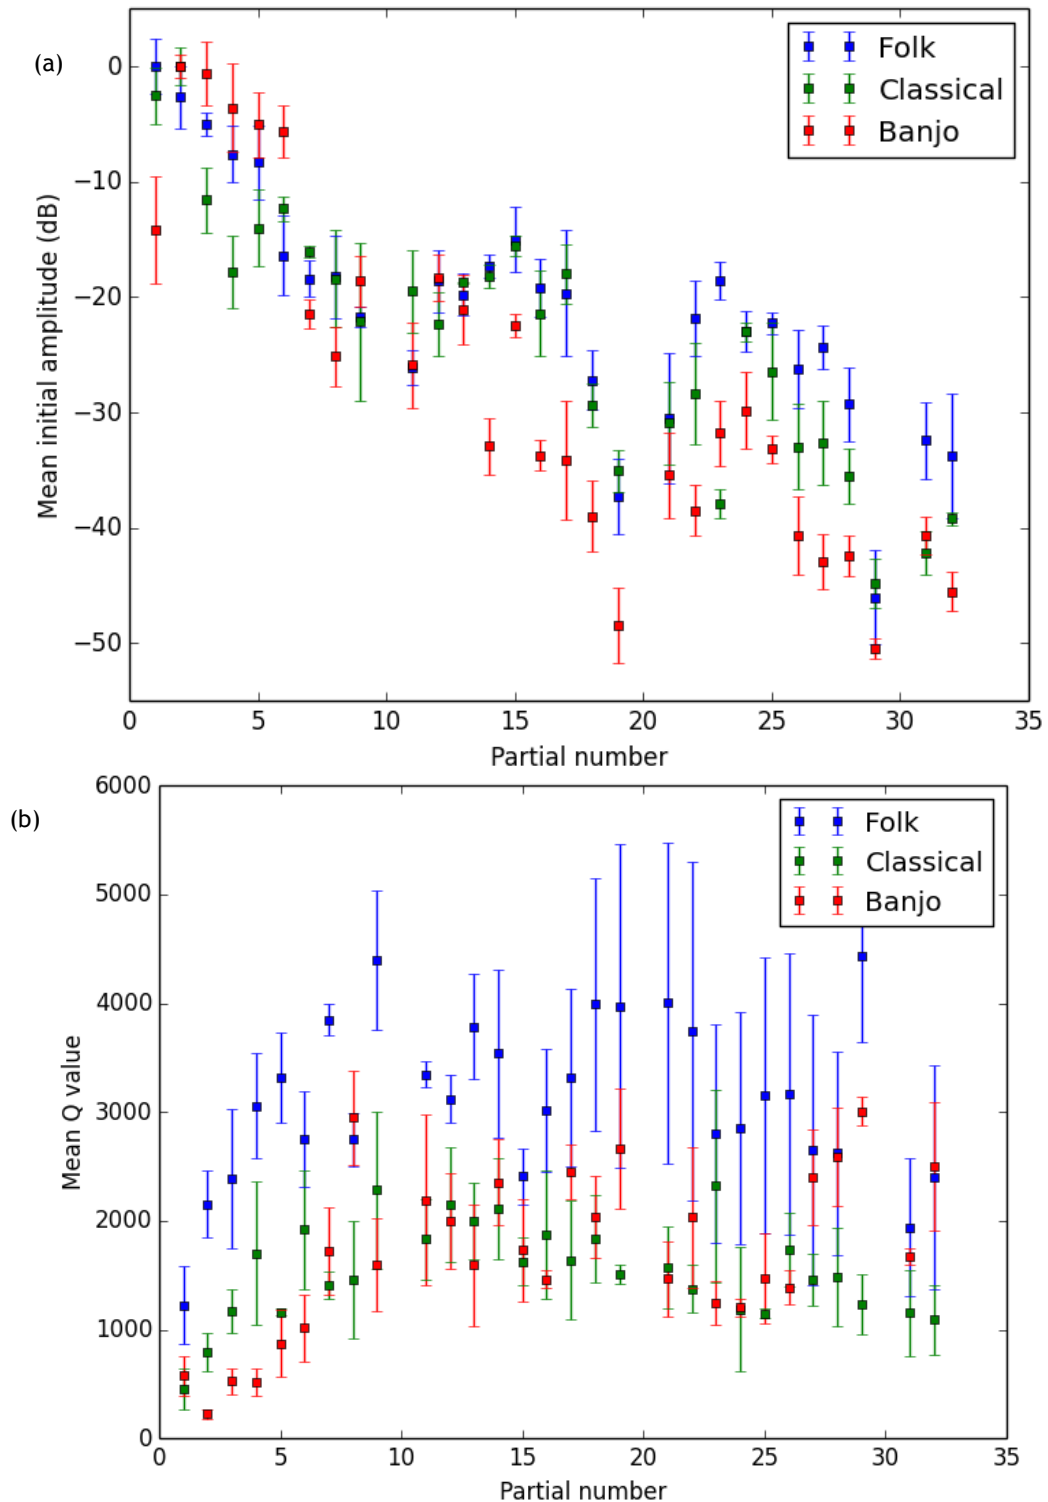 (a)
Folk
Classical
Banjo
0
−10
−20
−30
−40
−50
Mean initial amplitude (dB)
0 5 10 15 20 25 30 35
Partial number
(b)
Folk
Classical
Banjo
6000
5000
4000
3000
2000
1000
0
Mean Q value
0 5 10 15 20 25 30 35
Partial number